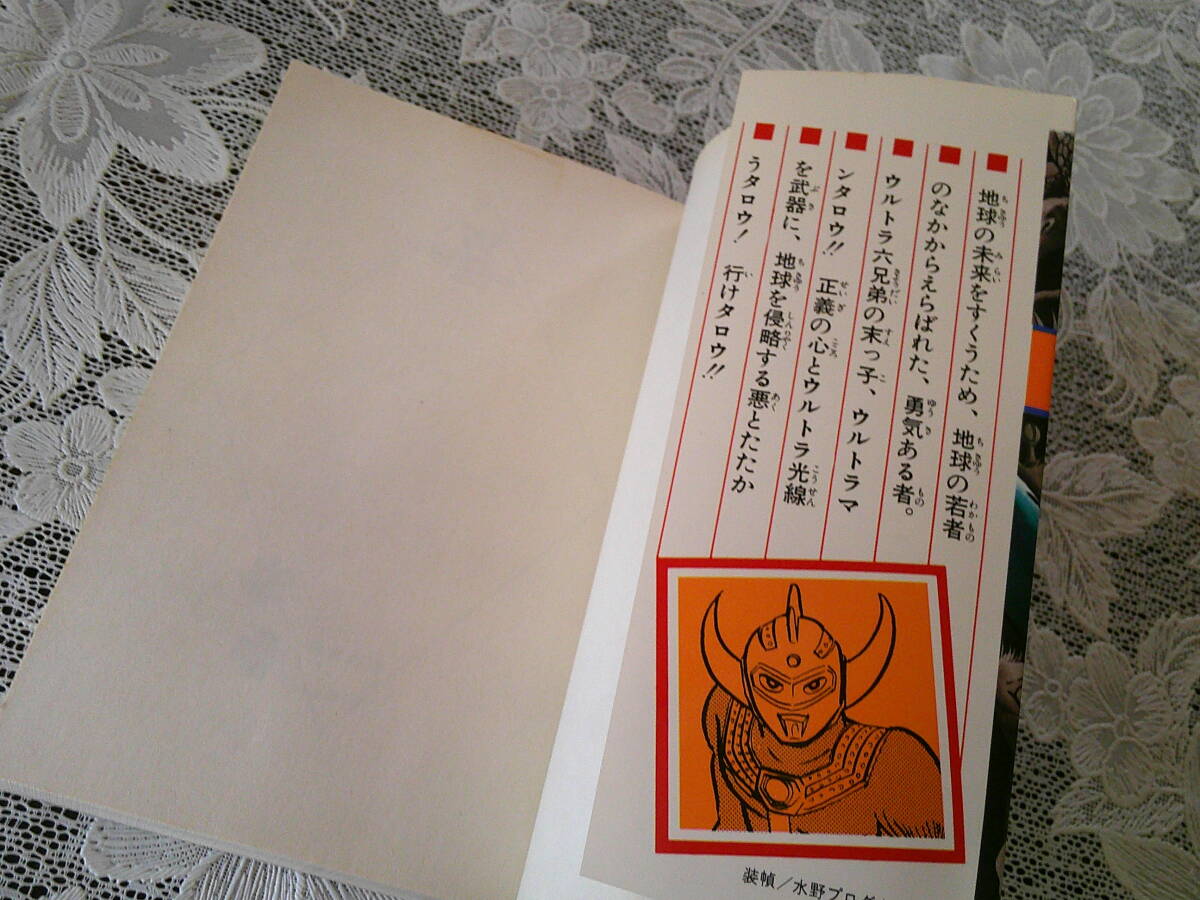 地球の未来をすくうため、地球の若者
のなかからえらばれた、勇気ある者。
ウルトラ六兄弟の末っ子、ウルトラマ
ンタロウ!! 正義の心とウルトラ光線
を武器に、地球を侵略する悪とたたか
うタロウ! 行けタロウ!!
装幀/水野プロダ